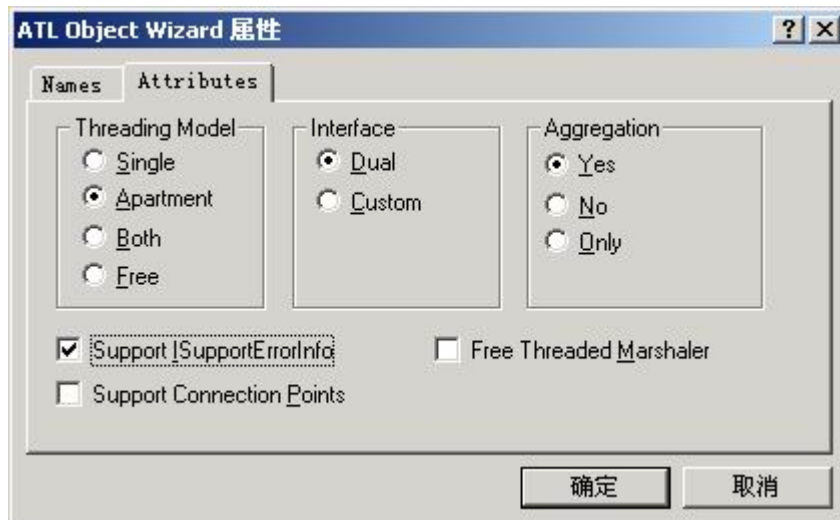 ATL Object Wizard 属性
Names Attributes
Threading Model Interface Aggregation
Single Dual Yes
Apartment Custom No
Both Only
Free
Support ISupportErrorInfo Free Threaded Marshaler
Support Connection Points
确定 取消